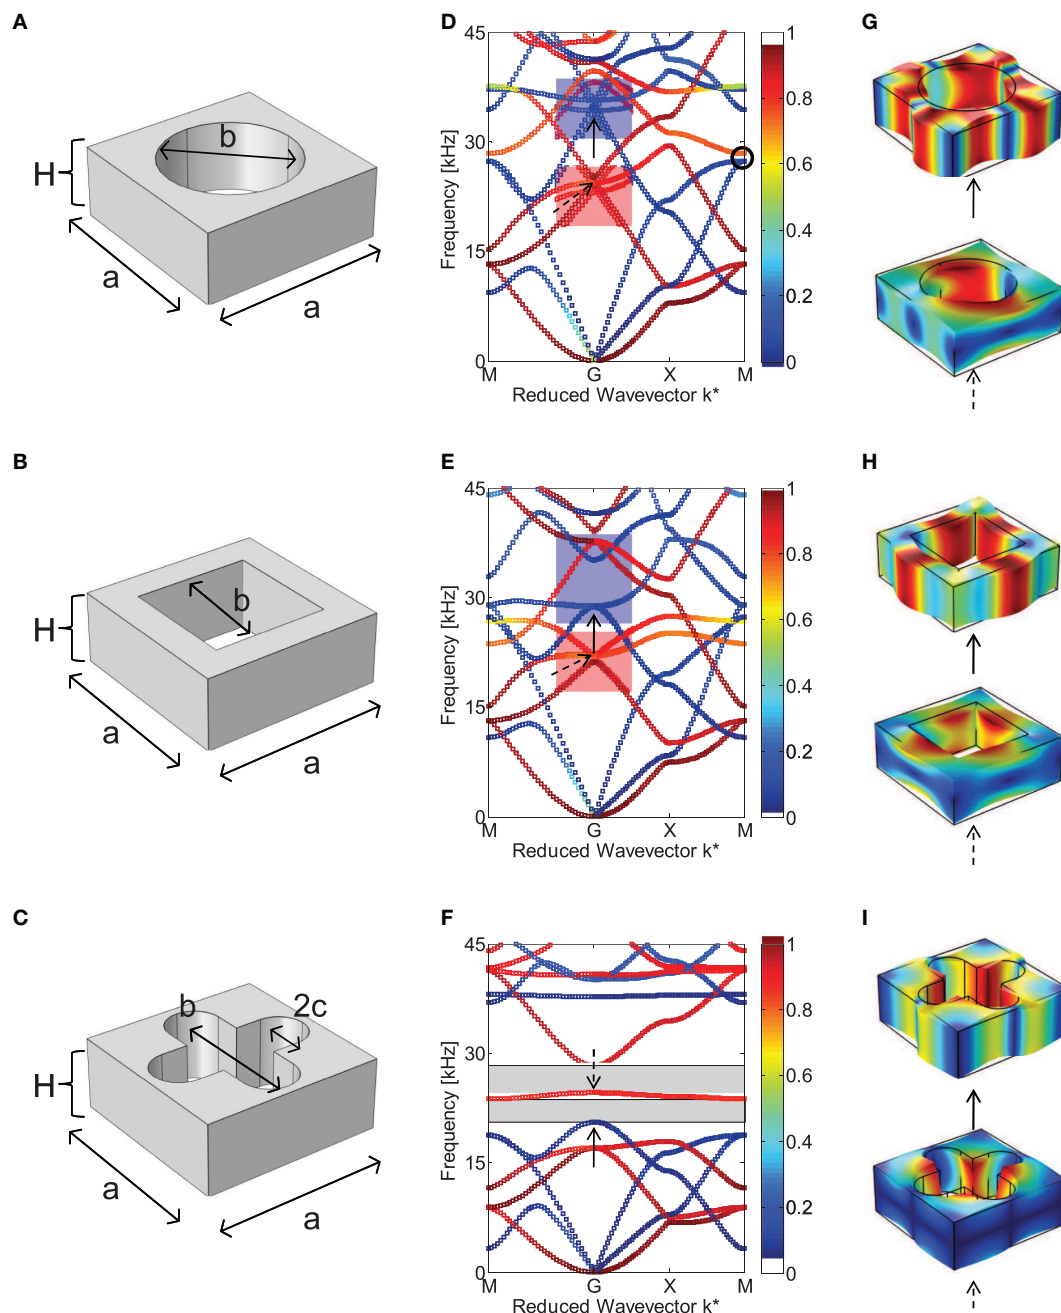 A
H
b
a
a
D
45
30
15
0
Frequency [kHz]
M G X M
Reduced Wavevector k*
1
0.8
0.6
0.4
0.2
0
G
B
H
b
a
a
E
45
30
15
0
Frequency [kHz]
M G X M
Reduced Wavevector k*
1
0.8
0.6
0.4
0.2
0
H
C
H
b
2c
a
a
F
45
30
15
0
Frequency [kHz]
M G X M
Reduced Wavevector k*
1
0.8
0.6
0.4
0.2
0
I